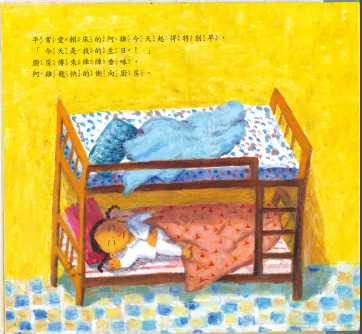 平常愛賴床的阿雄今天起得特別早。
「今天是我的生日！」
廚房傳來陣陣香味，
阿雄飛快的衝向廚房。